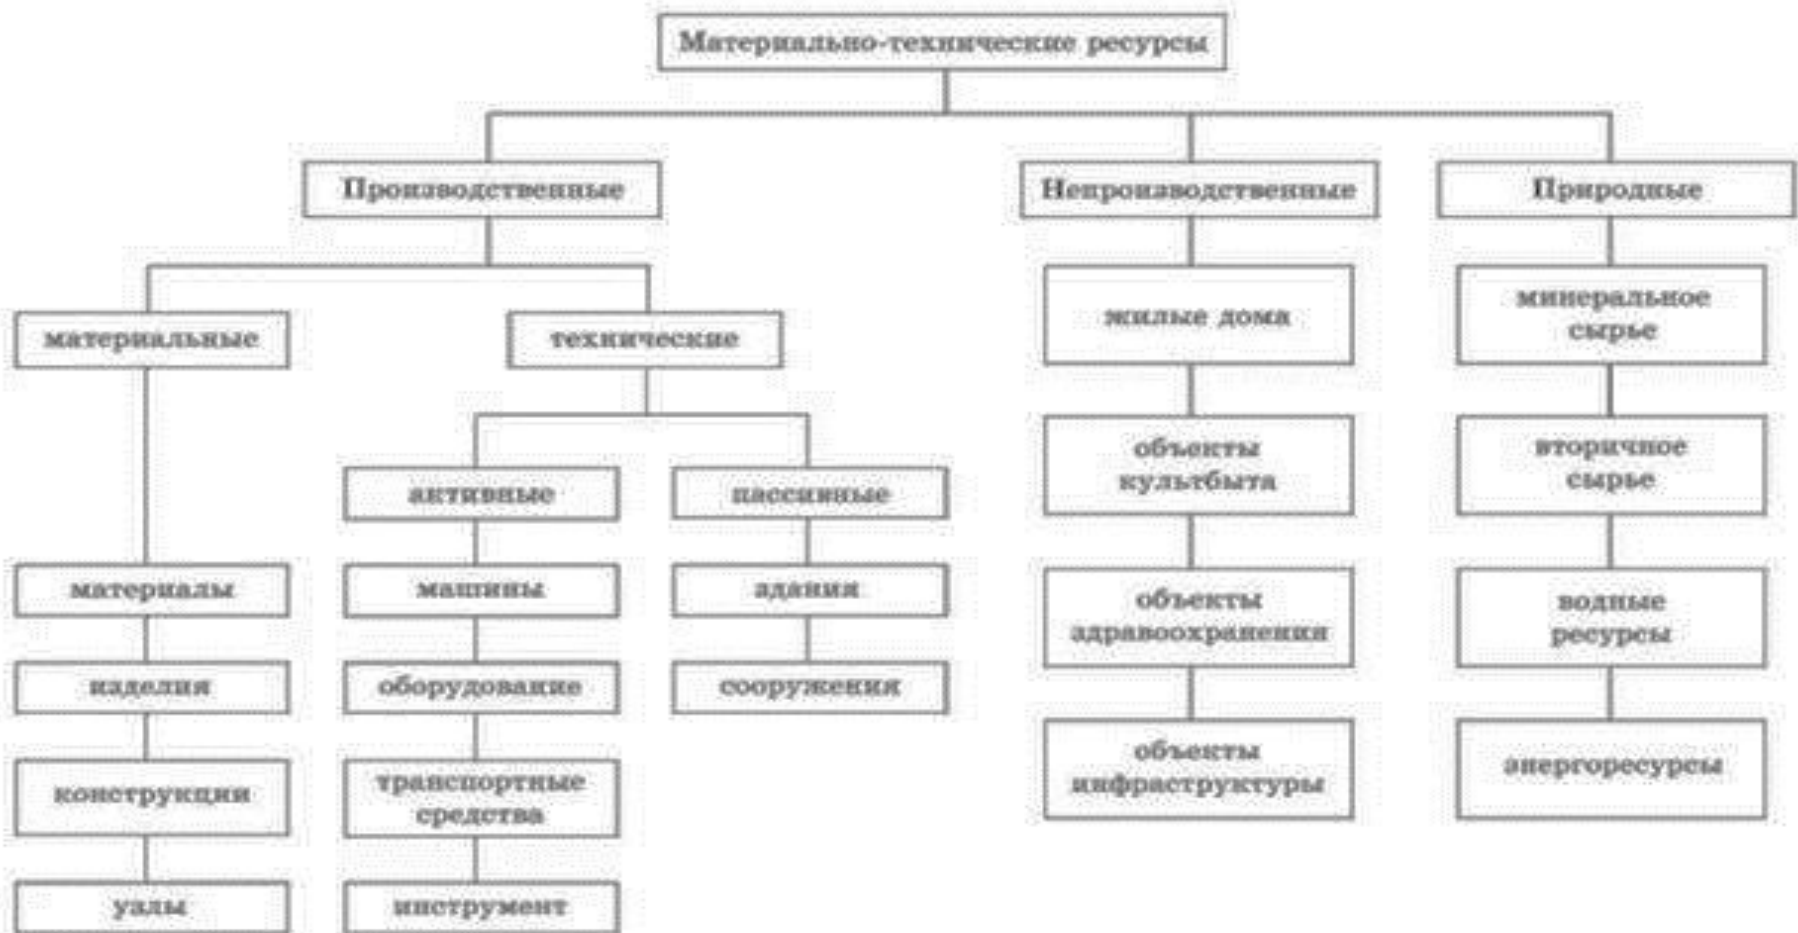 Материально-технические ресурсы
Производственные
Непроизводственные
Природные
материальные
технические
жилые дома
минеральное
сырье
активные
пассивные
объекты
культбыта
вторичное
сырье
материалы
машины
здания
объекты
здравоохранения
водные
ресурсы
изделия
оборудование
сооружения
конструкции
транспортные
средства
объекты
инфраструктуры
энергоресурсы
узлы
инструмент